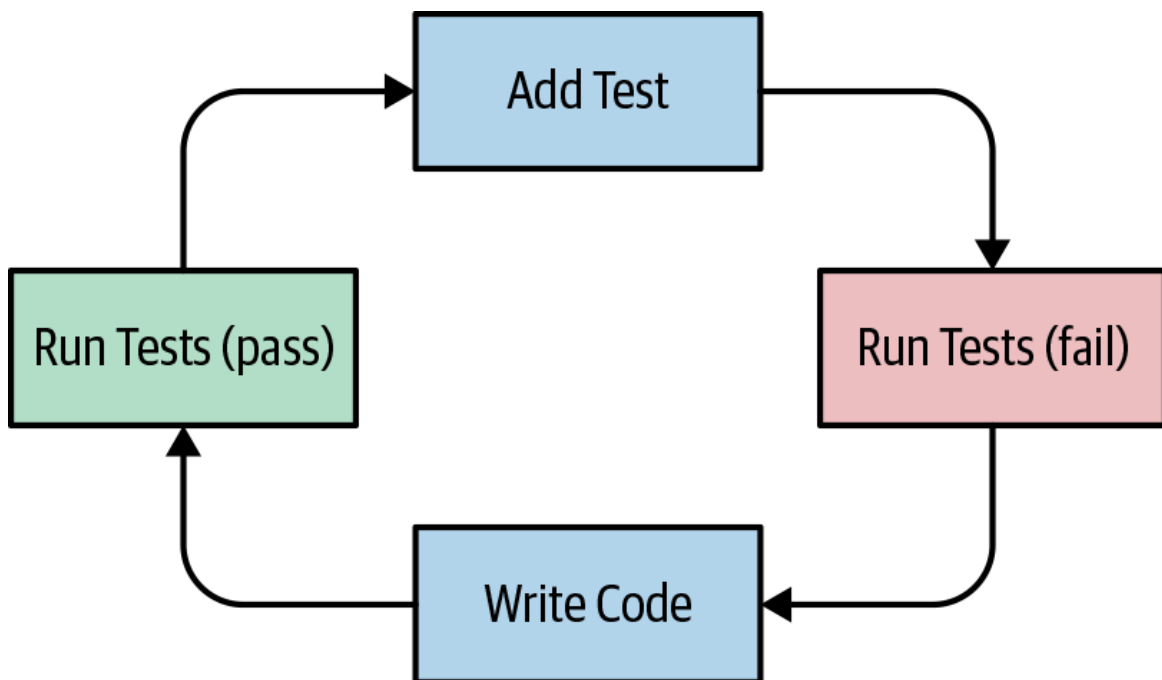 Add Test
Run Tests (pass)
Run Tests (fail)
Write Code